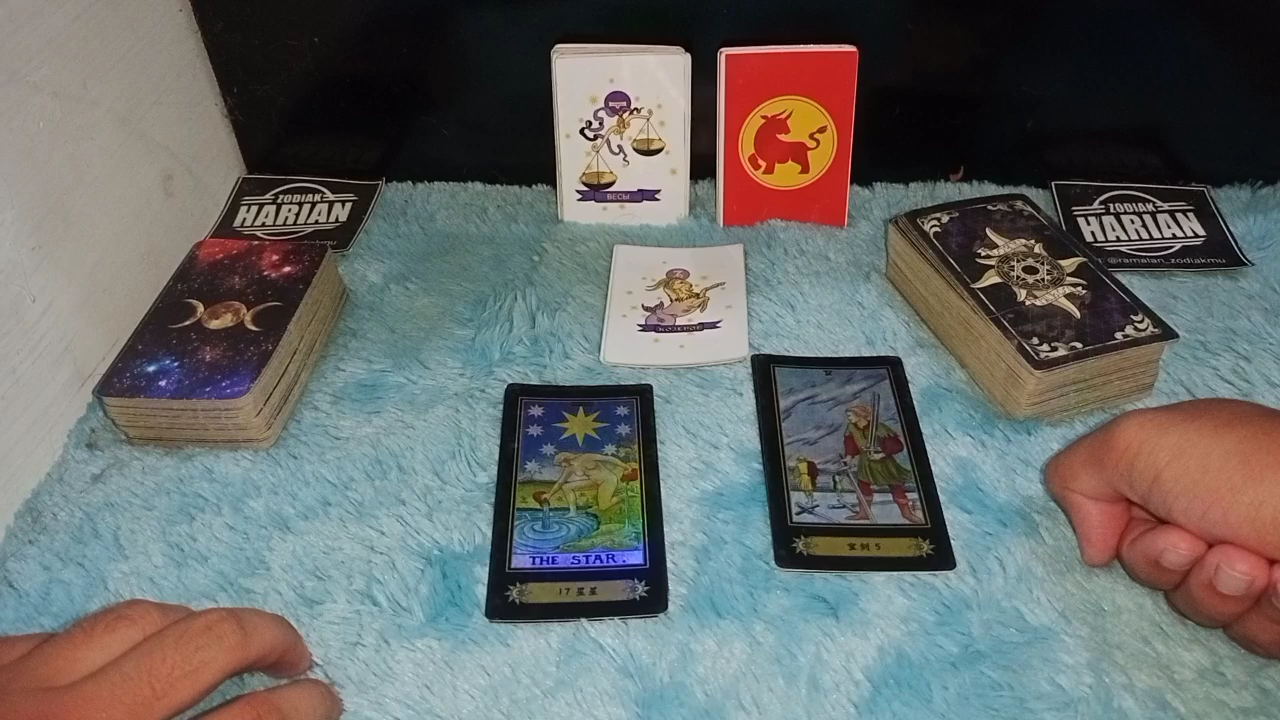 ВЕСЫ
ZODIAK
HARIAN
ZODIAK
HARIAN
@ramalan_zodiakmu
КОЗЕРОГ
THE STAR.
17 星星
宝剑 5